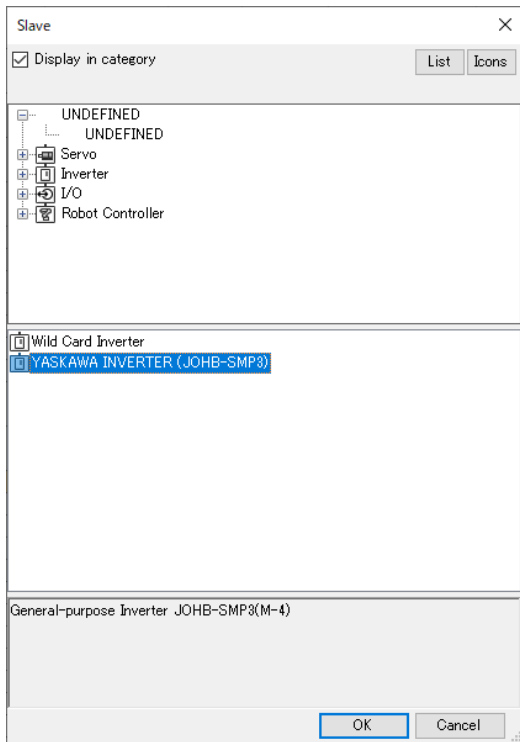 Slave
Display in category
List
Icons
UNDEFINED
UNDEFINED
Servo
Inverter
I/O
Robot Controller
Wild Card Inverter
YASKAWA INVERTER (JOHB-SMP3)
General-purpose Inverter JOHB-SMP3(M-4)
OK
Cancel